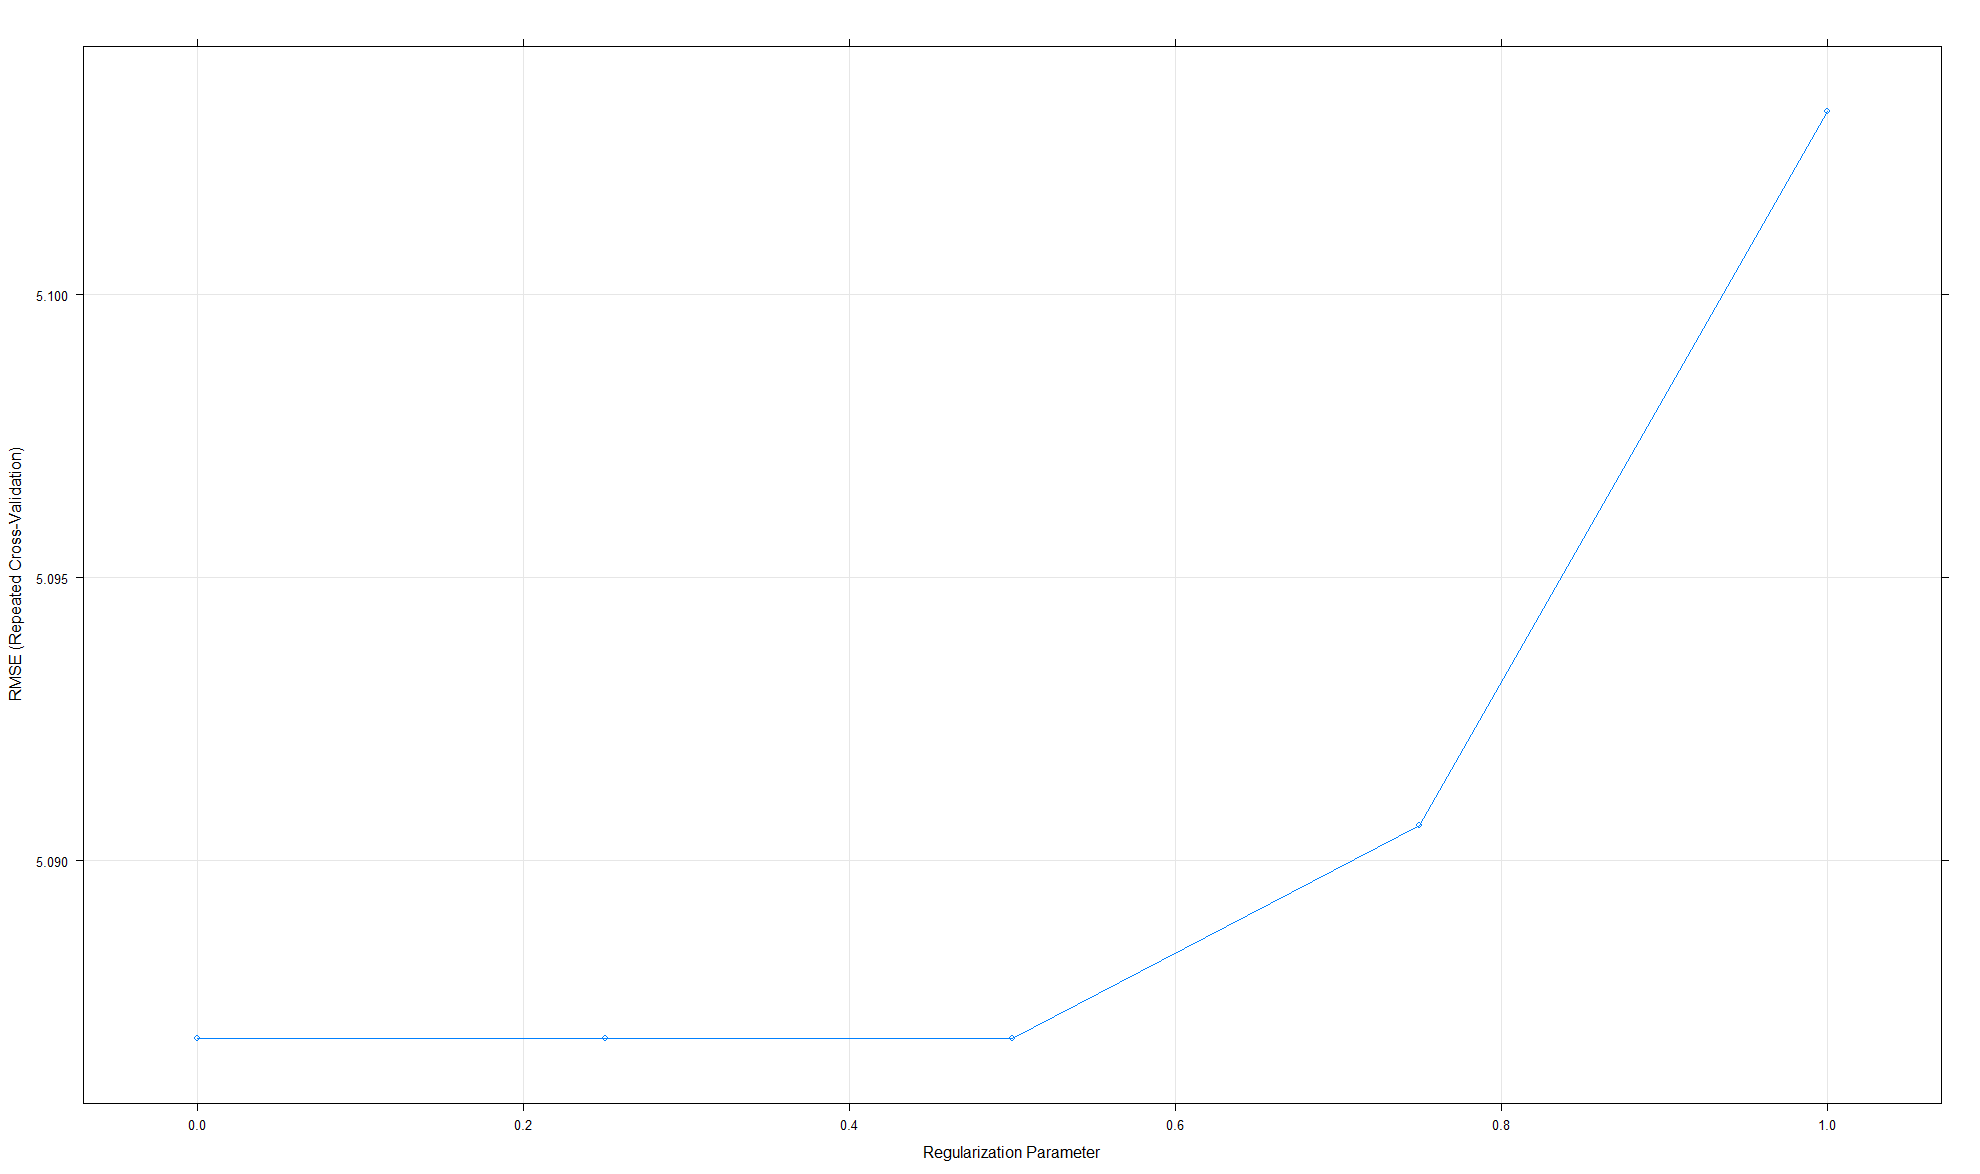 5.100
5.095
5.090
RMSE (Repeated Cross-Validation)
0.0 0.2 0.4 0.6 0.8 1.0
Regularization Parameter